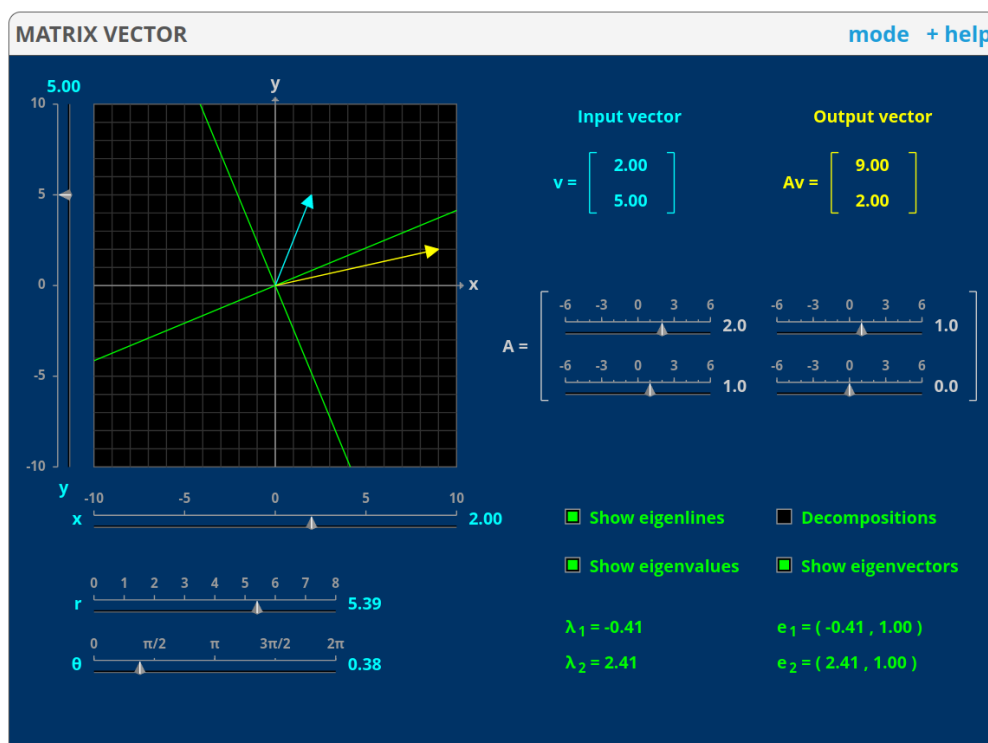 MATRIX VECTOR mode + help
5.00
y
10
5
0
-5
-10
x
y
-10 -5 0 5 10
x 2.00
0 1 2 3 4 5 6 7 8
r 5.39
0 π/2 π 3π/2 2π
θ 0.38
Input vector Output vector
v = 2.00 5.00
Av = 9.00 2.00
A =
-6 -3 0 3 6 2.0
-6 -3 0 3 6 1.0
-6 -3 0 3 6 1.0
-6 -3 0 3 6 0.0
Show eigenlines Decompositions
Show eigenvalues Show eigenvectors
λ1 = -0.41 e1 = ( -0.41 , 1.00 )
λ2 = 2.41 e2 = ( 2.41 , 1.00 )